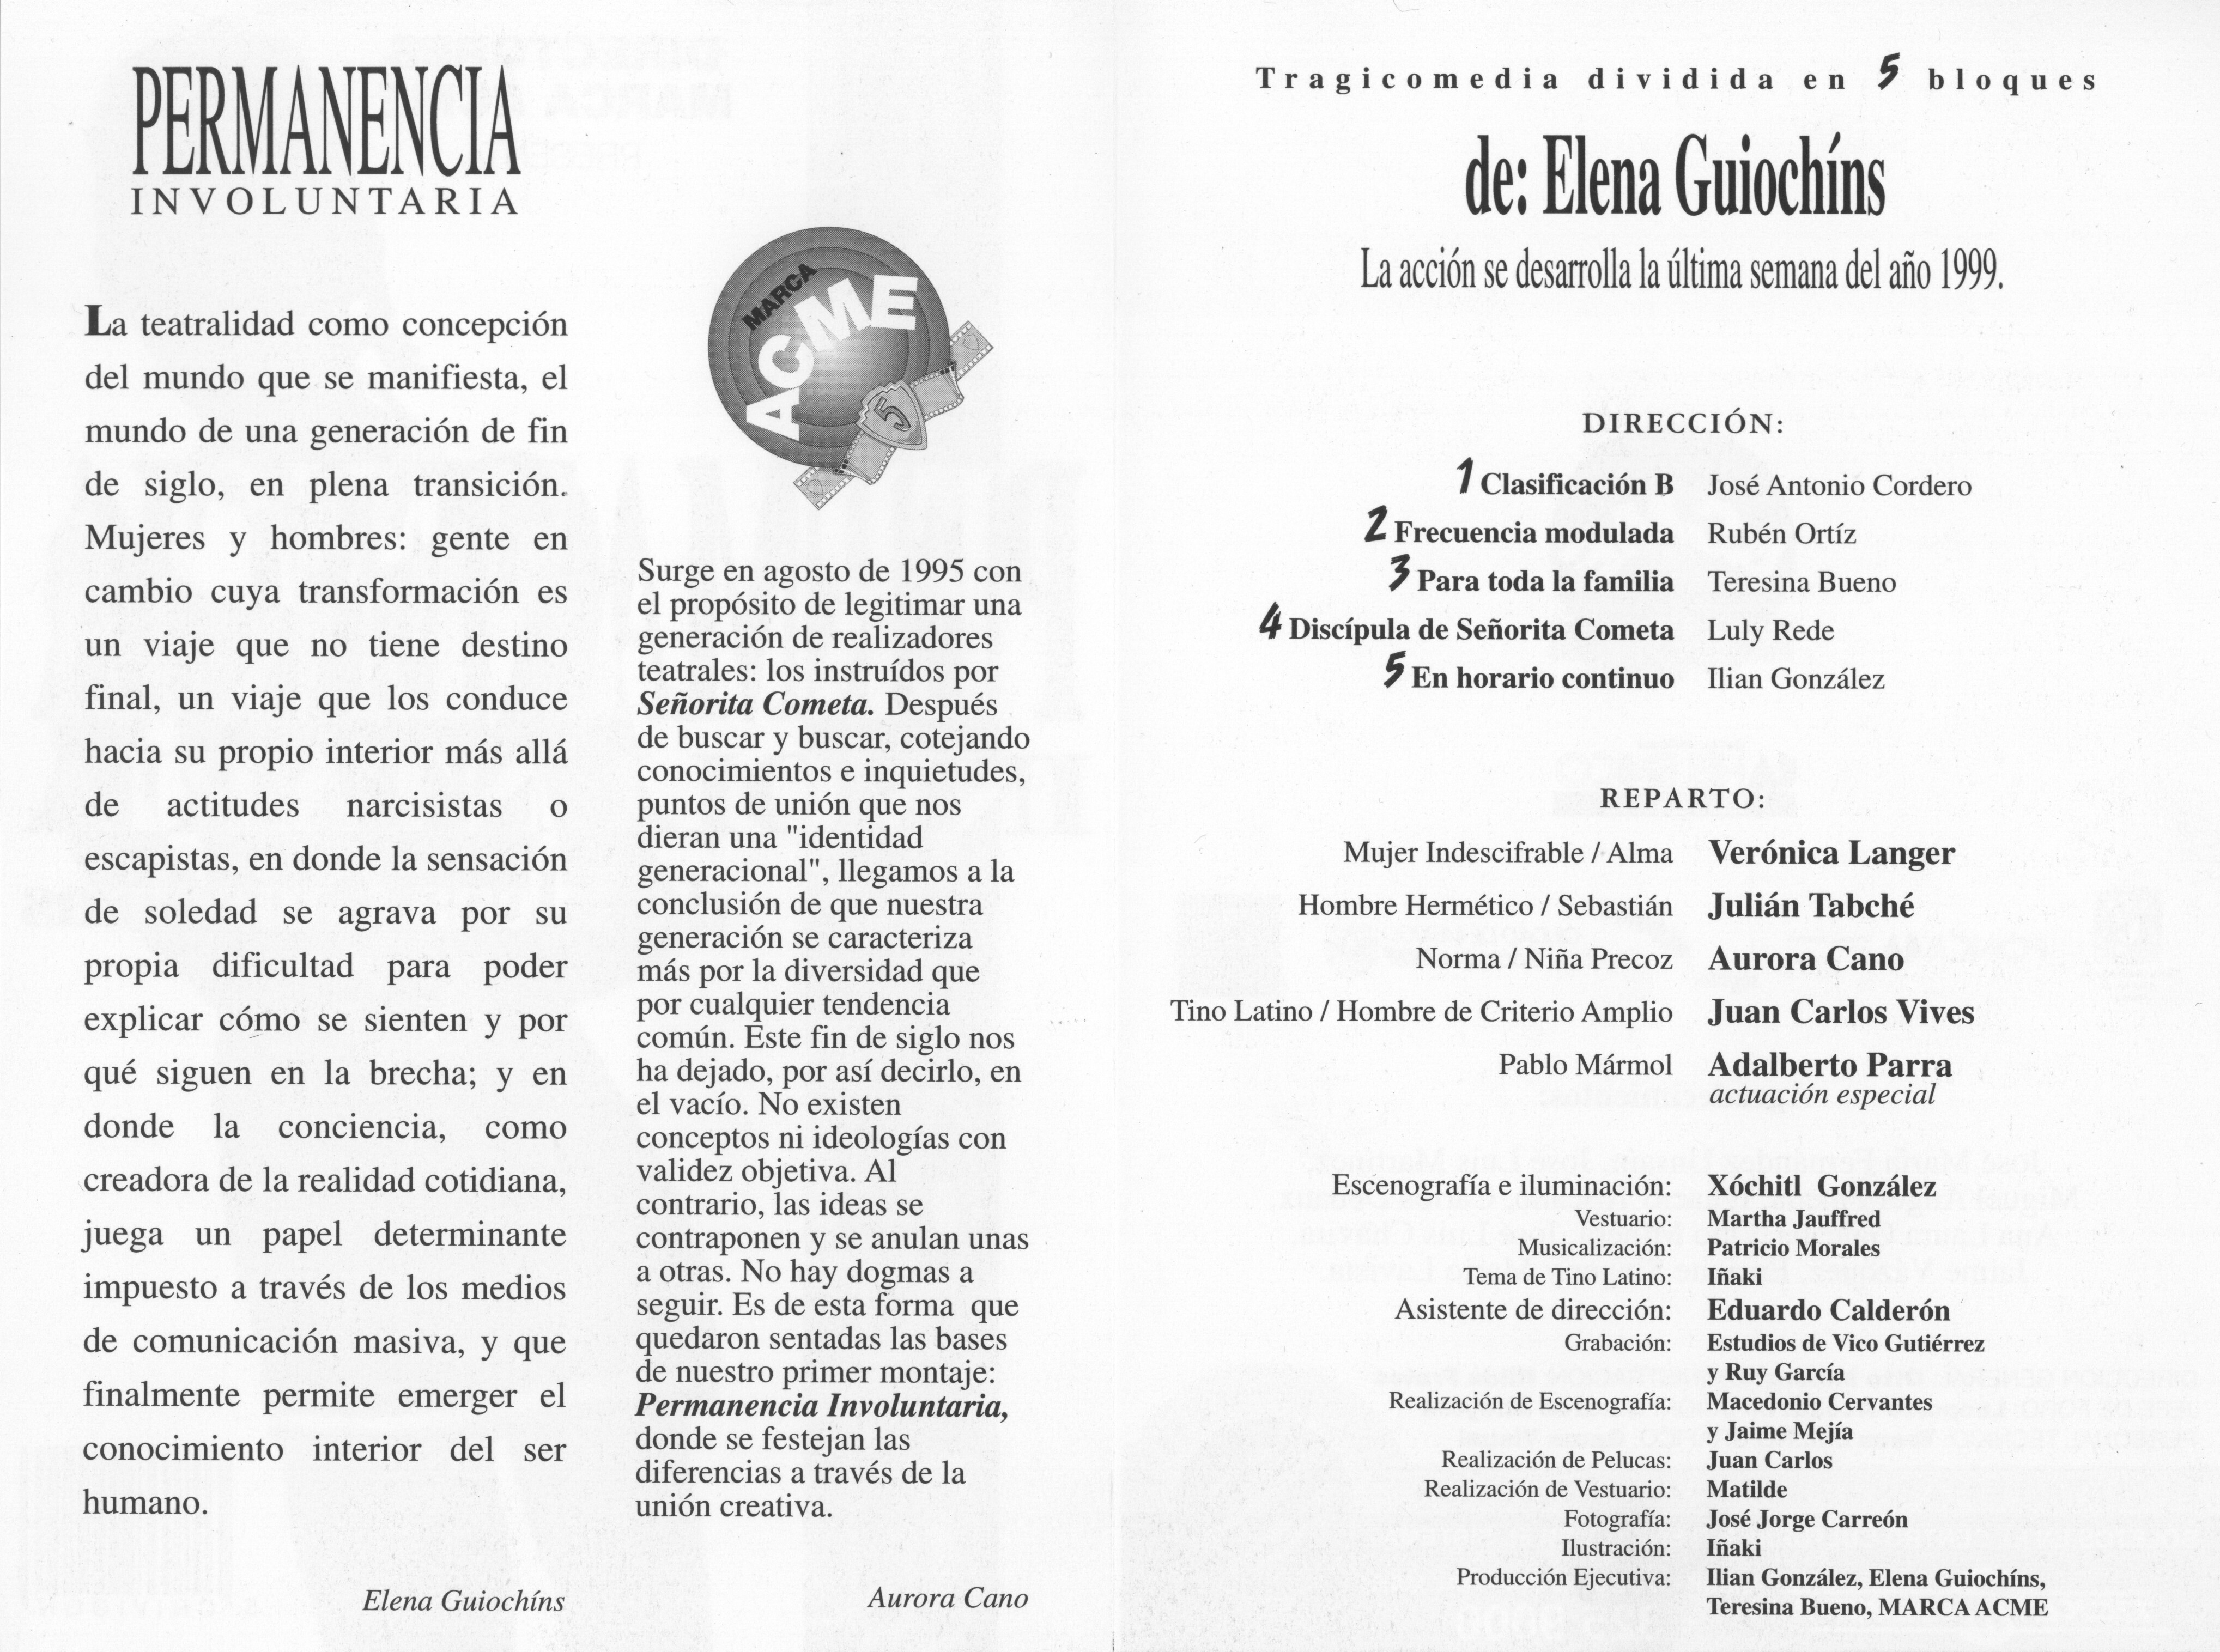 PERMANENCIA
INVOLUNTARIA
La teatralidad como concepción
del mundo que se manifiesta, el
mundo de una generación de fin
de siglo, en plena transición.
Mujeres y hombres: gente en
cambio cuya transformación es
un viaje que no tiene destino
final, un viaje que los conduce
hacia su propio interior más allá
de actitudes narcisistas o
escapistas, en donde la sensación
de soledad se agrava por su
propia dificultad para poder
explicar cómo se sienten y por
qué siguen en la brecha; y en
donde la conciencia, como
creadora de la realidad cotidiana,
juega un papel determinante
impuesto a través de los medios
de comunicación masiva, y que
finalmente permite emerger el
conocimiento interior del ser
humano.
Elena Guiochíns
MARCA
ACME
5
Surge en agosto de 1995 con
el propósito de legitimar una
generación de realizadores
teatrales: los instruídos por
Señorita Cometa. Después
de buscar y buscar, cotejando
conocimientos e inquietudes,
puntos de unión que nos
dieran una "identidad
generacional", llegamos a la
conclusión de que nuestra
generación se caracteriza
más por la diversidad que
por cualquier tendencia
común. Este fin de siglo nos
ha dejado, por así decirlo, en
el vacío. No existen
conceptos ni ideologías con
validez objetiva. Al
contrario, las ideas se
contraponen y se anulan unas
a otras. No hay dogmas a
seguir. Es de esta forma que
quedaron sentadas las bases
de nuestro primer montaje:
Permanencia Involuntaria,
donde se festejan las
diferencias a través de la
unión creativa.
Aurora Cano
Tragicomedia dividida en 5 bloques
de: Elena Guiochíns
La acción se desarrolla la última semana del año 1999.
DIRECCIÓN:
1 Clasificación B José Antonio Cordero
2 Frecuencia modulada Rubén Ortíz
3 Para toda la familia Teresina Bueno
4 Discípula de Señorita Cometa Luly Rede
5 En horario continuo Ilian González
REPARTO:
Mujer Indescifrable / Alma Verónica Langer
Hombre Hermético / Sebastián Julián Tabché
Norma / Niña Precoz Aurora Cano
Tino Latino / Hombre de Criterio Amplio Juan Carlos Vives
Pablo Mármol Adalberto Parra
actuación especial
Escenografía e iluminación: Xóchitl González
Vestuario: Martha Jauffred
Musicalización: Patricio Morales
Tema de Tino Latino: Iñaki
Asistente de dirección: Eduardo Calderón
Grabación: Estudios de Vico Gutiérrez
y Ruy García
Realización de Escenografía: Macedonio Cervantes
y Jaime Mejía
Realización de Pelucas: Juan Carlos
Realización de Vestuario: Matilde
Fotografía: José Jorge Carreón
Ilustración: Iñaki
Producción Ejecutiva: Ilian González, Elena Guiochíns,
Teresina Bueno, MARCA ACME